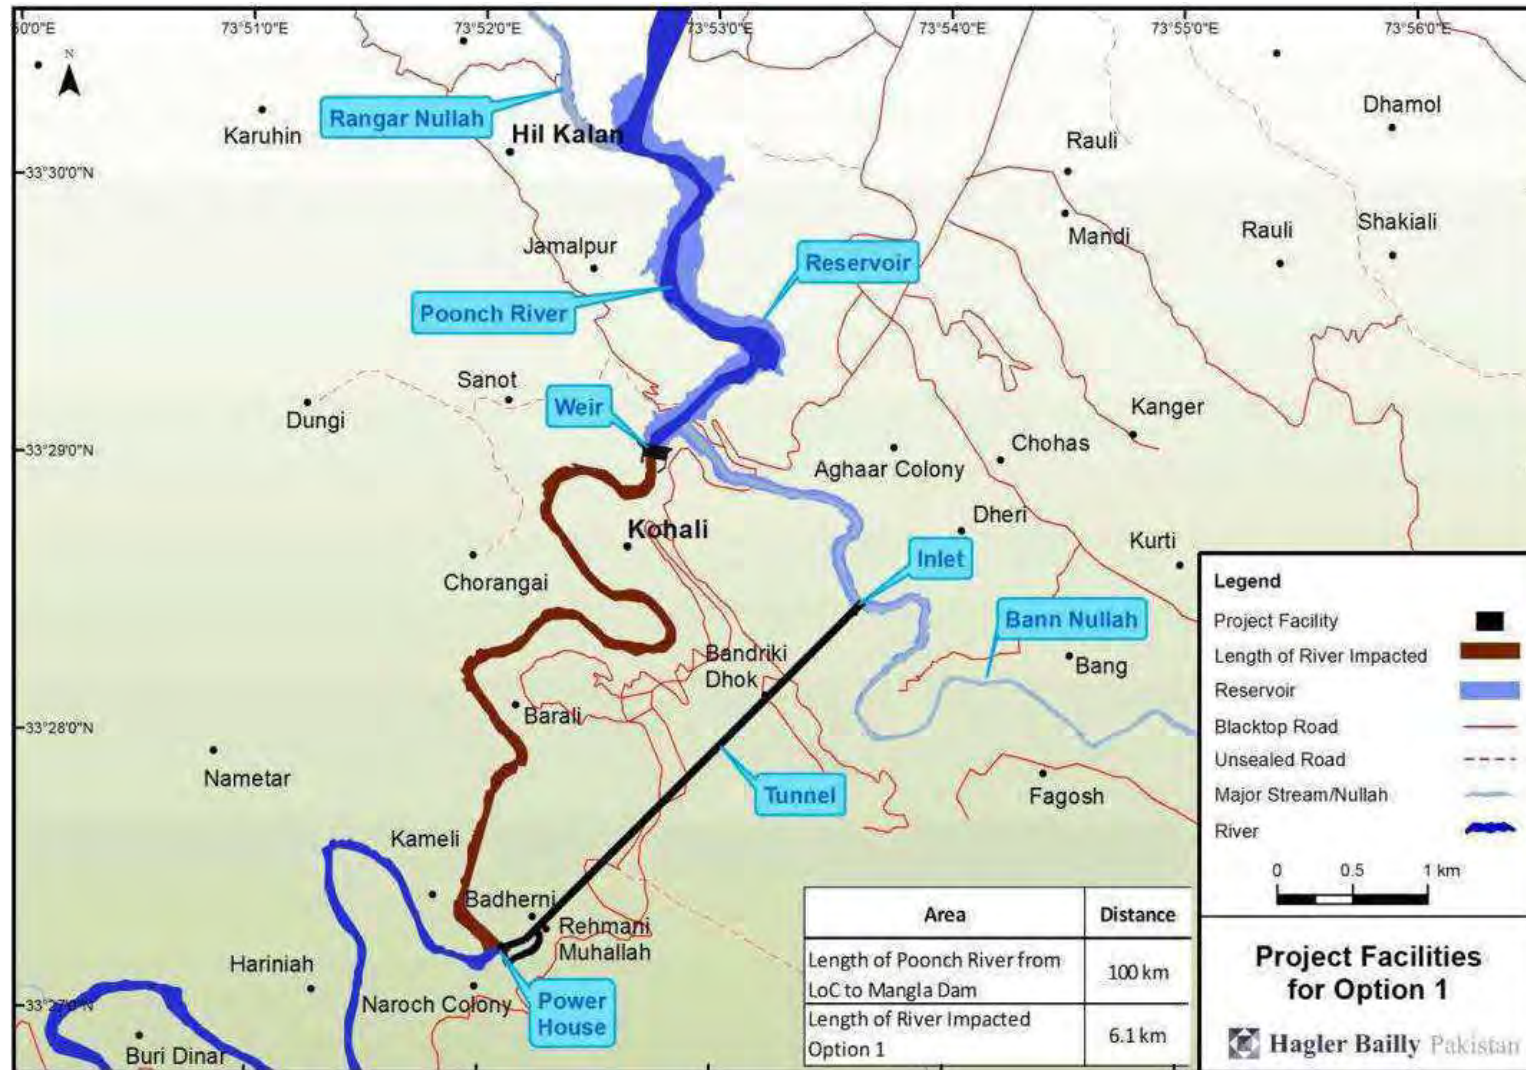 50'0"E
73°51'0"E
73°52'0"E
73°53'0"E
73°54'0"E
73°55'0"E
73°56'0"E
N
Rangar Nullah
Karuhin
Hil Kalan
Dhamol
Rauli
33°30'0"N
Mandi
Rauli
Shakiali
Jamalpur
Reservoir
Poonch River
Sanot
Dungi
Weir
Kanger
Chohas
33°29'0"N
Aghaar Colony
Kohali
Dheri
Kurti
Chorangai
Inlet
Bann Nullah
Bandriki
Dhok
Bang
Barali
33°28'0"N
Nametar
Tunnel
Fagosh
Kameli
Badherni
Rehmani
Muhallah
Hariniah
Naroch Colony
33°27'0"N
Power
House
Buri Dinar
Legend
Project Facility
Length of River Impacted
Reservoir
Blacktop Road
Unsealed Road
Major Stream/Nullah
River
0 0.5 1 km
Area Distance
Length of Poonch River from
LoC to Mangla Dam
100 km
Length of River Impacted
Option 1
6.1 km
Project Facilities
for Option 1
Hagler Bailly Pakistan